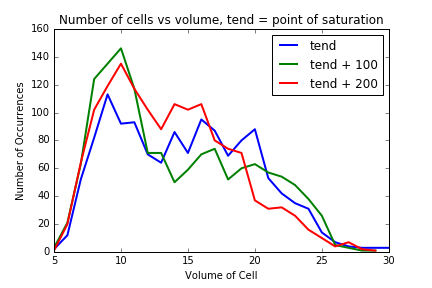 Number of cells vs volume, tend = point of saturation
160
140
120
100
80
60
40
20
0
Number of Occurrences
tend
tend + 100
tend + 200
5
10
15
20
25
30
Volume of Cell